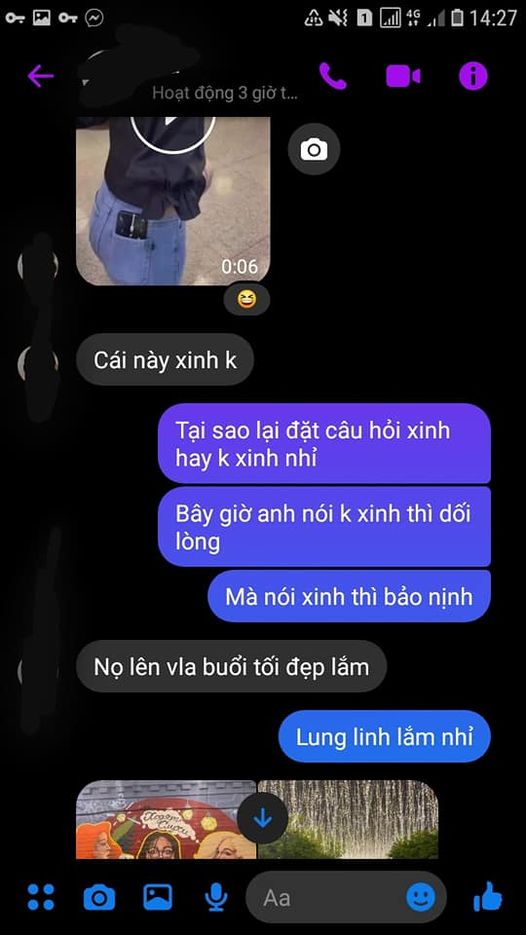 4G 14:27
Hoạt động 3 giờ t...
0:06
Cái này xinh k
Tại sao lại đặt câu hỏi xinh
hay k xinh nhỉ
Bây giờ anh nói k xinh thì dối
lòng
Mà nói xinh thì bảo nịnh
Nọ lên vla buổi tối đẹp lắm
Lung linh lắm nhỉ
Aa